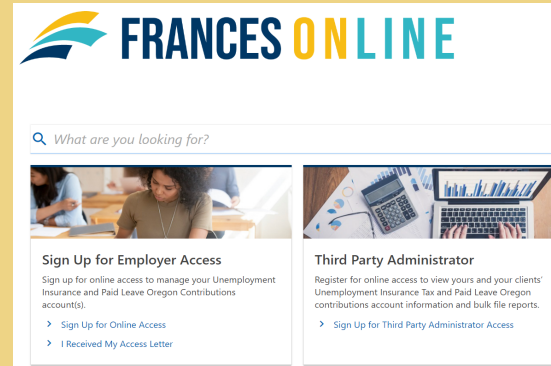 FRANCES ONLINE
What are you looking for?
Sign Up for Employer Access
Sign up for online access to manage your Unemployment
Insurance and Paid Leave Oregon Contributions
account(s).
> Sign Up for Online Access
> I Received My Access Letter
Third Party Administrator
Register for online access to view yours and your clients'
Unemployment Insurance Tax and Paid Leave Oregon
contributions account information and bulk file reports.
> Sign Up for Third Party Administrator Access